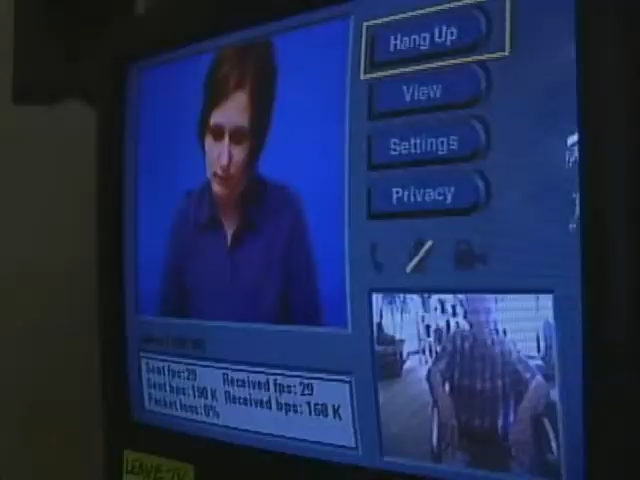 Hang Up
View
Settings
Privacy
Sent fps: 29
Received fps: 29
Sent bps: 150 K
Received bps: 160 K
Packet loss: 0%